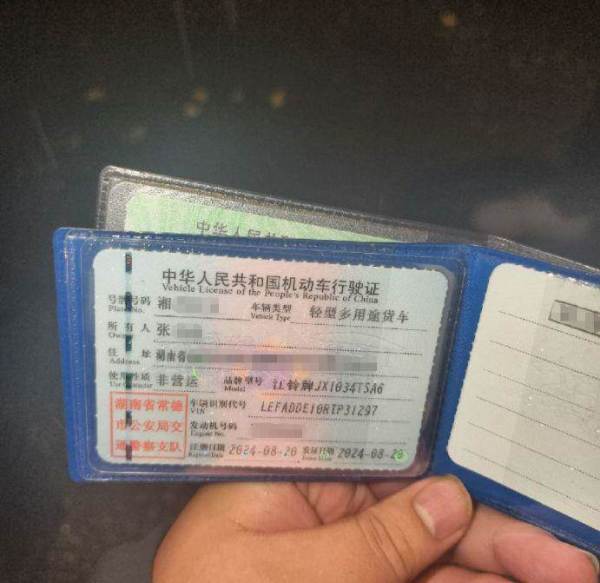 中华人民共
中华人民共和国机动车行驶证
Vehicle License of the People's Republic of China
号牌号码 湘 车辆类型 轻型多用途货车
Plate No. Vehicle Type
所有人 张
Owner
住址 湖南省
Address
使用性质 非营运 品牌型号 江铃牌JX1034TSA6
Use Character Model
湖南省常德 车辆识别代号 LEFADDE10RTP31297
VIN
市公安局交 发动机号码
Engine No.
通警察支队 注册日期 2024-08-20 发证日期 2024-08-20
Register Date Issue Date